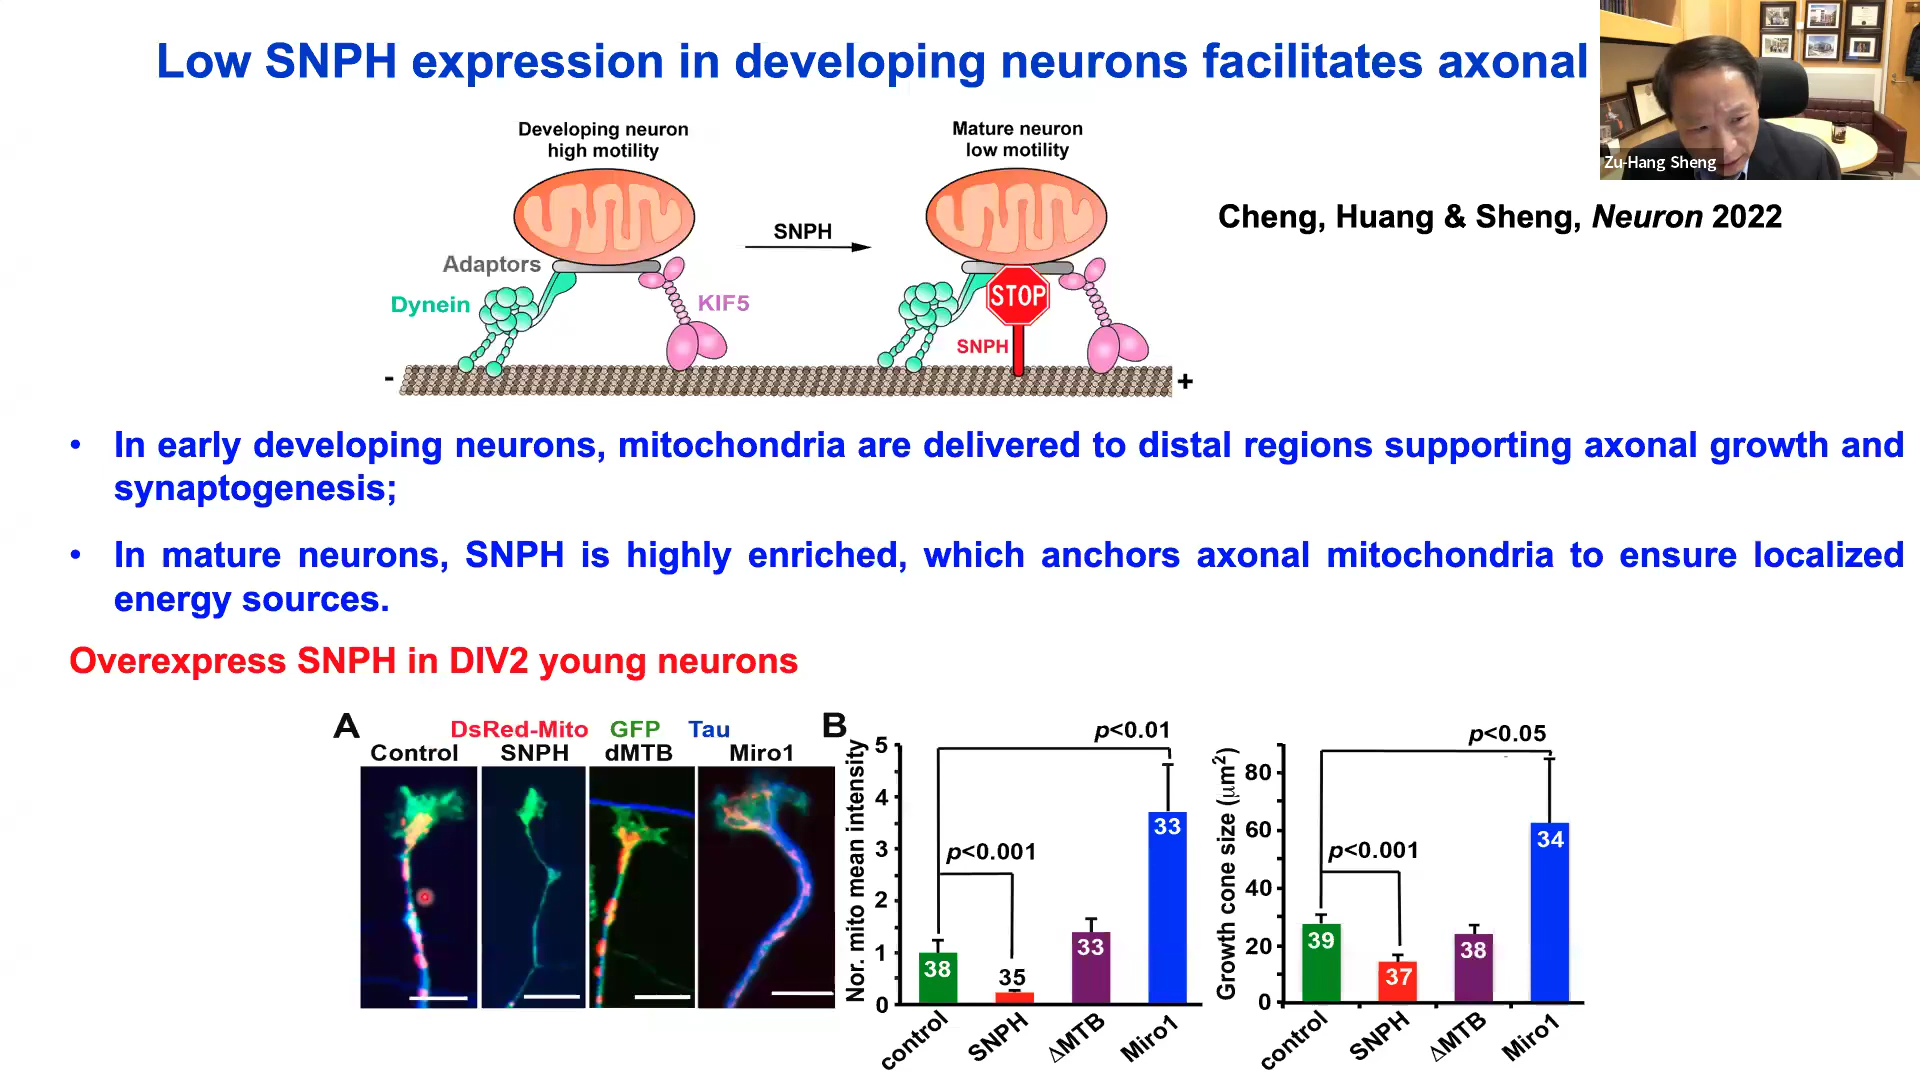 Low SNPH expression in developing neurons facilitates axonal
Zu-Hang Sheng
Developing neuron
high motility
Mature neuron
low motility
Cheng, Huang & Sheng, Neuron 2022
SNPH
Adaptors
Dynein
KIF5
STOP
SNPH
-
+
• In early developing neurons, mitochondria are delivered to distal regions supporting axonal growth and
synaptogenesis;
• In mature neurons, SNPH is highly enriched, which anchors axonal mitochondria to ensure localized
energy sources.
Overexpress SNPH in DIV2 young neurons
A
DsRed-Mito GFP Tau
Control SNPH dMTB Miro1
B
Nor. mito mean intensity
5
4
3
2
1
0
p<0.01
p<0.001
38
35
33
33
control SNPH ΔMTB Miro1
Growth cone size (μm2)
80
60
40
20
0
p<0.05
p<0.001
39
37
38
34
control SNPH ΔMTB Miro1